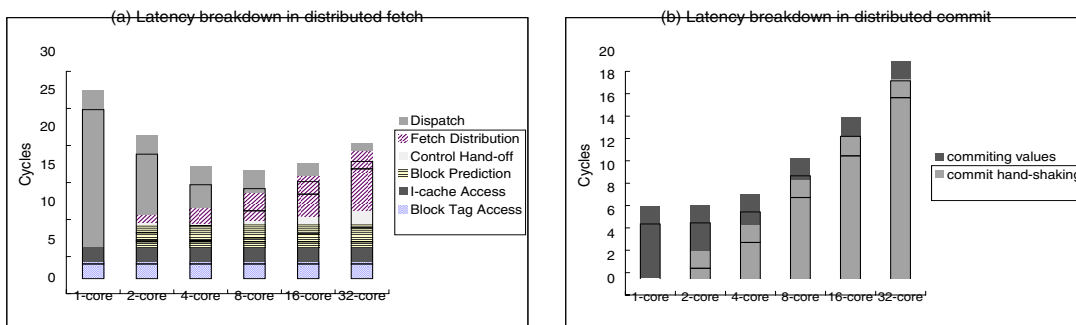 (a) Latency breakdown in distributed fetch
30
25
20
15
10
5
0
Cycles
1-core 2-core 4-core 8-core 16-core 32-core
Dispatch
Fetch Distribution
Control Hand-off
Block Prediction
I-cache Access
Block Tag Access
(b) Latency breakdown in distributed commit
20
18
16
14
12
10
8
6
4
2
0
Cycles
1-core 2-core 4-core 8-core 16-core 32-core
commiting values
commit hand-shaking